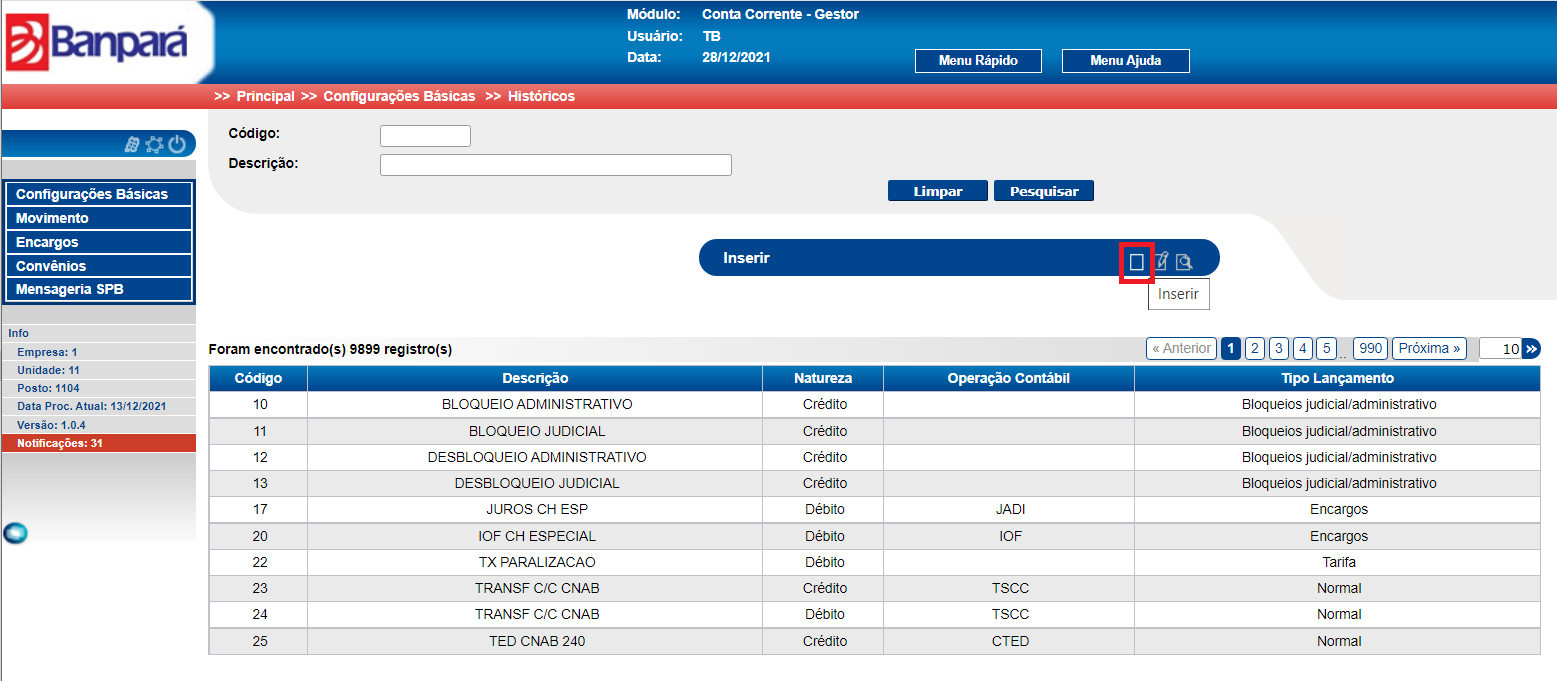 Banpará
Módulo: Conta Corrente - Gestor
Usuário: TB
Data: 28/12/2021
Menu Rápido Menu Ajuda
>> Principal >> Configurações Básicas >> Históricos
Código:
Descrição:
Limpar Pesquisar
Configurações Básicas
Movimento
Encargos
Convênios
Mensageria SPB
Info
Empresa: 1
Unidade: 11
Posto: 1104
Data Proc. Atual: 13/12/2021
Versão: 1.0.4
Notificações: 31
Inserir
Inserir
Foram encontrado(s) 9899 registro(s)
« Anterior 1 2 3 4 5 .. 990 Próxima » 10 »
Código Descrição Natureza Operação Contábil Tipo Lançamento
10 BLOQUEIO ADMINISTRATIVO Crédito Bloqueios judicial/administrativo
11 BLOQUEIO JUDICIAL Crédito Bloqueios judicial/administrativo
12 DESBLOQUEIO ADMINISTRATIVO Crédito Bloqueios judicial/administrativo
13 DESBLOQUEIO JUDICIAL Crédito Bloqueios judicial/administrativo
17 JUROS CH ESP Débito JADI Encargos
20 IOF CH ESPECIAL Débito IOF Encargos
22 TX PARALIZACAO Débito Tarifa
23 TRANSF C/C CNAB Crédito TSCC Normal
24 TRANSF C/C CNAB Débito TSCC Normal
25 TED CNAB 240 Crédito CTED Normal